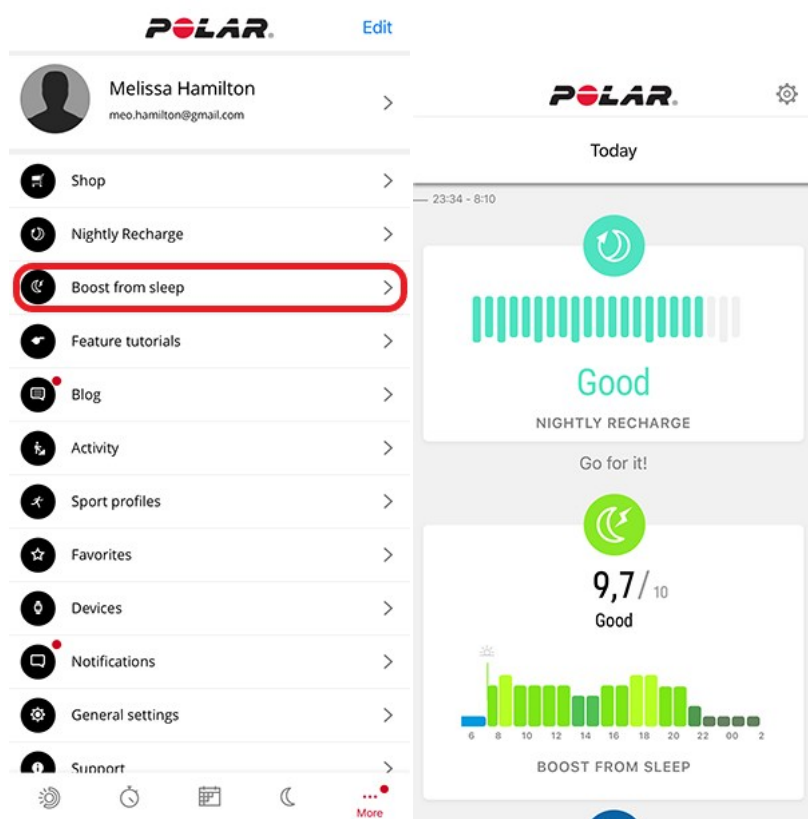 POLAR.
Edit
Melissa Hamilton
meo.hamilton@gmail.com
Shop
Nightly Recharge
Boost from sleep
Feature tutorials
Blog
Activity
Sport profiles
Favorites
Devices
Notifications
General settings
Support
More
POLAR.
Today
23:34 - 8:10
Good
NIGHTLY RECHARGE
Go for it!
9,7/10
Good
6 8 10 12 14 16 18 20 22 00 2
BOOST FROM SLEEP